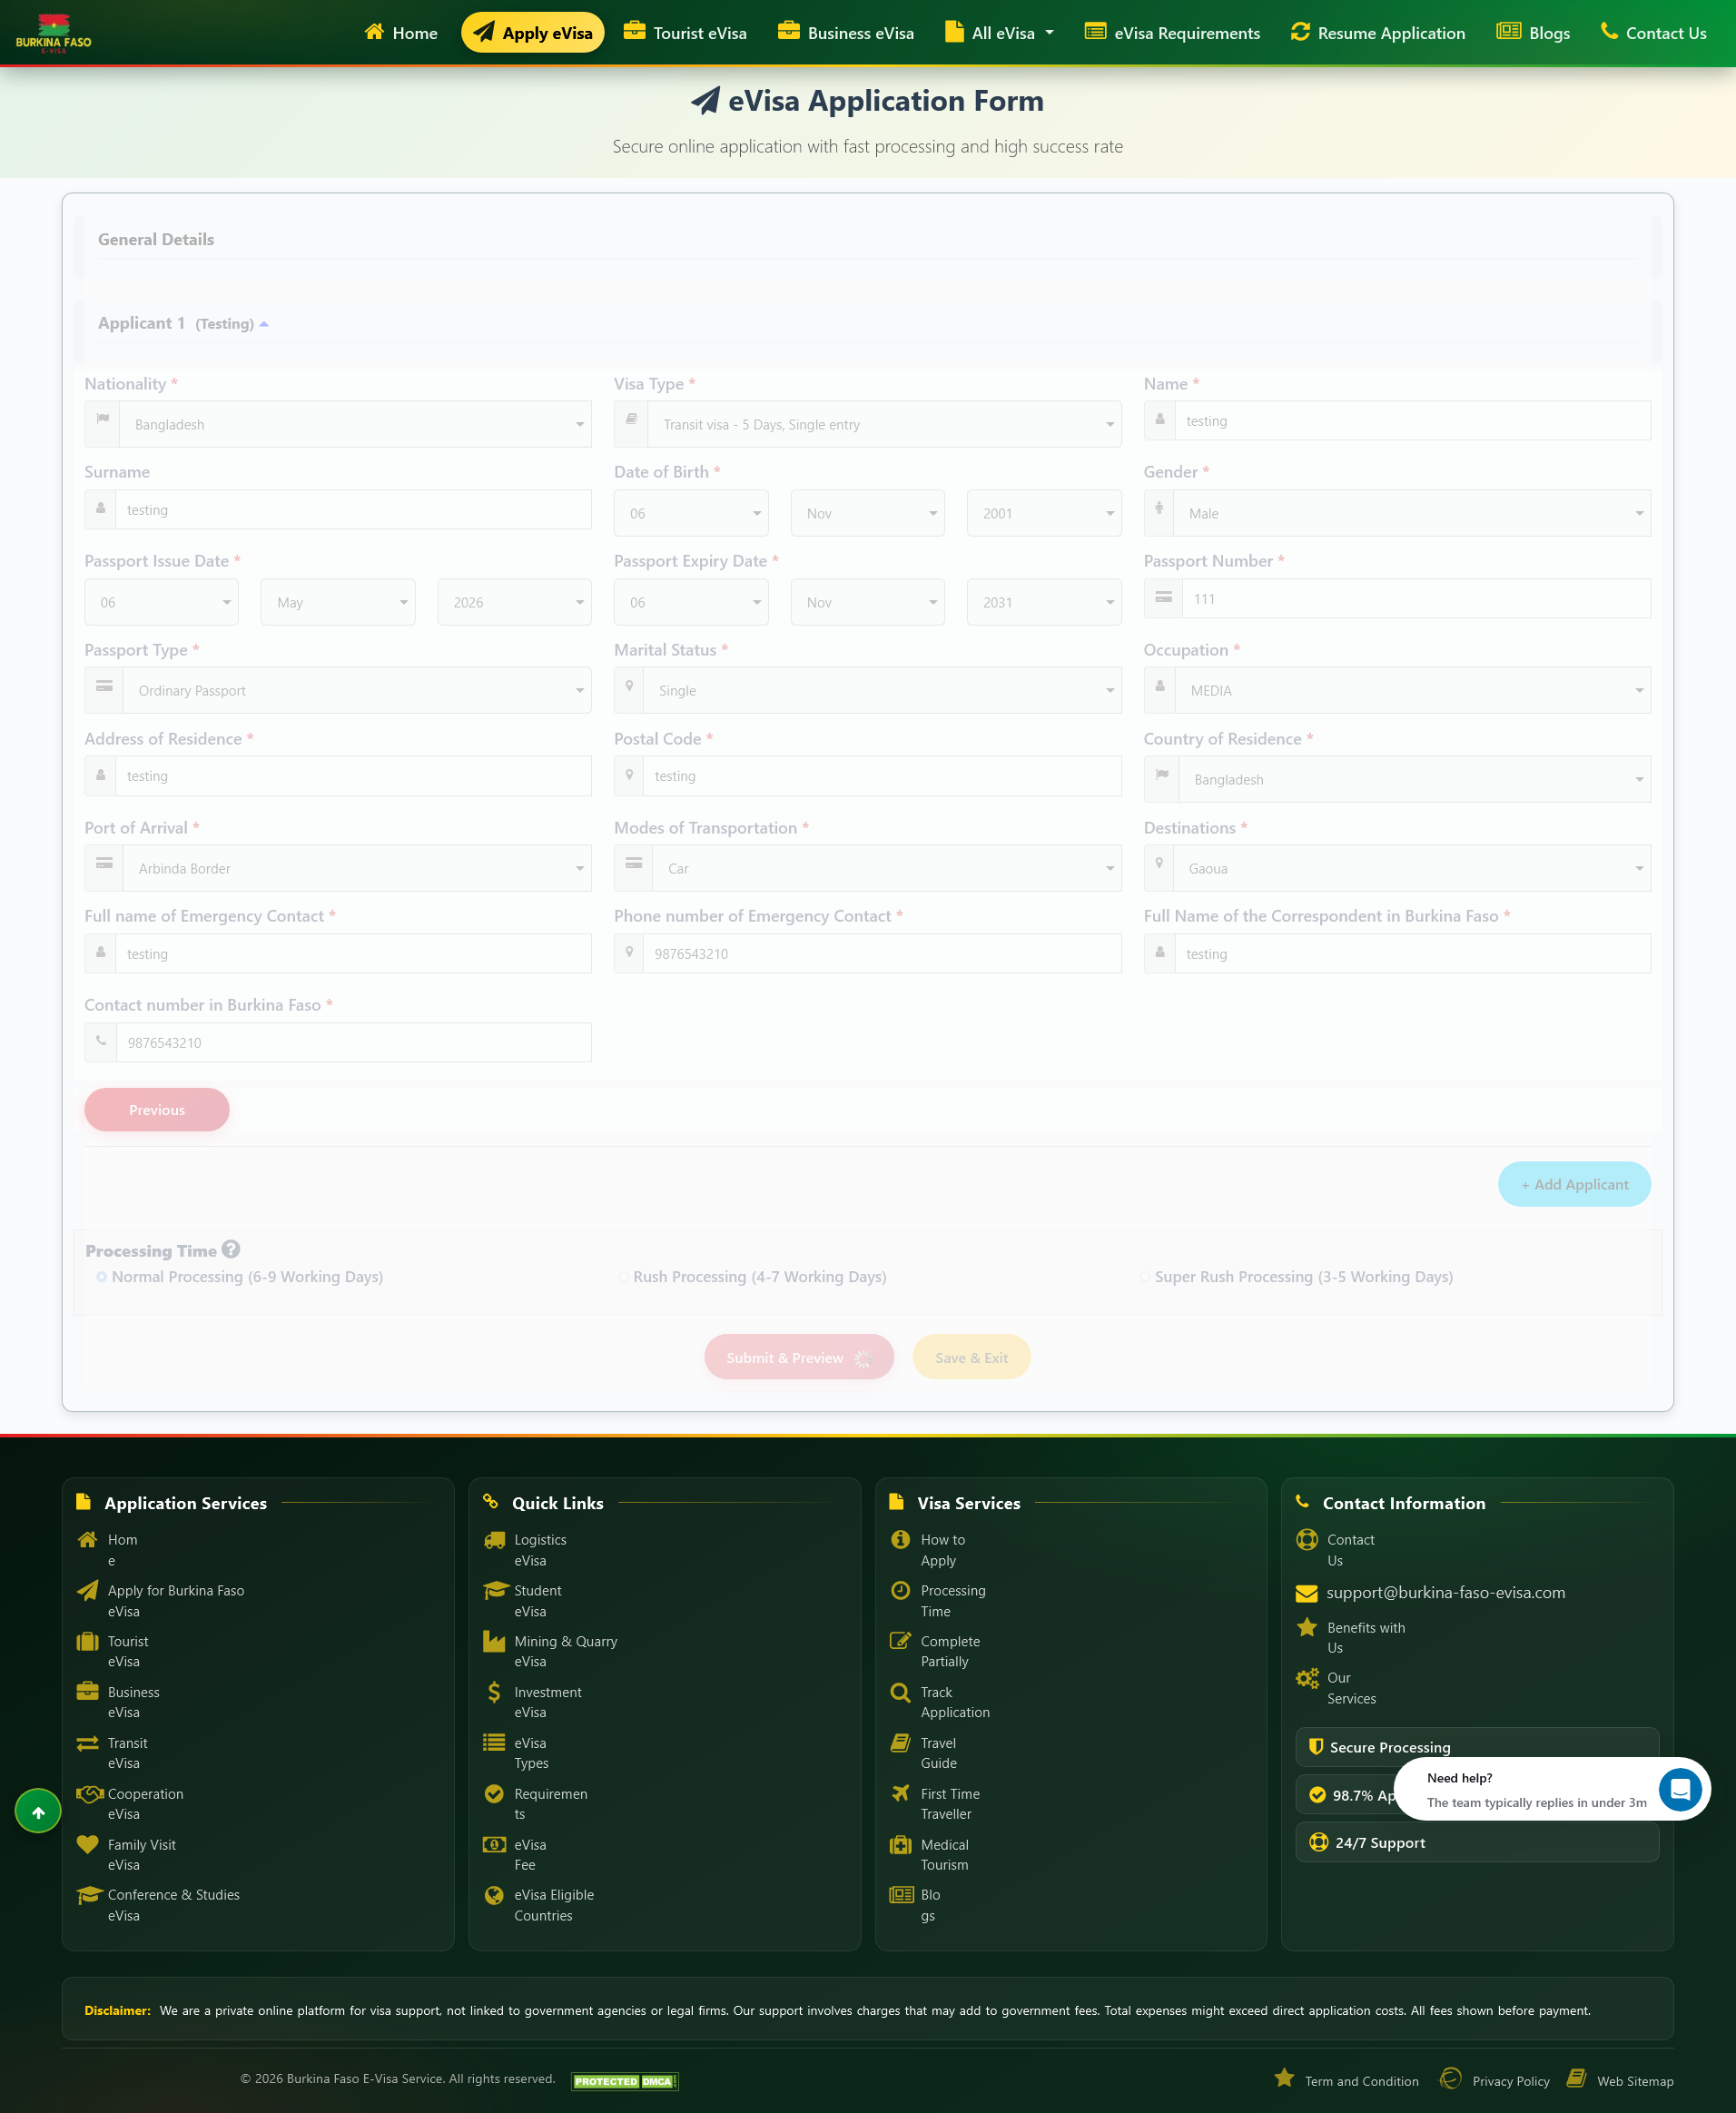 BURKINA FASO
E-VISA
Home
Apply eVisa
Tourist eVisa
Business eVisa
All eVisa
eVisa Requirements
Resume Application
Blogs
Contact Us
eVisa Application Form
Secure online application with fast processing and high success rate
General Details
Applicant 1 (Testing)
Nationality *
Visa Type *
Name *
Bangladesh
Transit visa - 5 Days, Single entry
testing
Surname
Date of Birth *
Gender *
testing
06
Nov
2001
Male
Passport Issue Date *
Passport Expiry Date *
Passport Number *
06
May
2026
06
Nov
2031
111
Passport Type *
Marital Status *
Occupation *
Ordinary Passport
Single
MEDIA
Address of Residence *
Postal Code *
Country of Residence *
testing
testing
Bangladesh
Port of Arrival *
Modes of Transportation *
Destinations *
Arbinda Border
Car
Gaoua
Full name of Emergency Contact *
Phone number of Emergency Contact *
Full Name of the Correspondent in Burkina Faso *
testing
9876543210
testing
Contact number in Burkina Faso *
9876543210
Previous
+ Add Applicant
Processing Time
Normal Processing (6-9 Working Days)
Rush Processing (4-7 Working Days)
Super Rush Processing (3-5 Working Days)
Submit & Preview
Save & Exit
Application Services
Hom
e
Apply for Burkina Faso
eVisa
Tourist
eVisa
Business
eVisa
Transit
eVisa
Cooperation
eVisa
Family Visit
eVisa
Conference & Studies
eVisa
Quick Links
Logistics
eVisa
Student
eVisa
Mining & Quarry
eVisa
Investment
eVisa
eVisa
Types
Requiremen
ts
eVisa
Fee
eVisa Eligible
Countries
Visa Services
How to
Apply
Processing
Time
Complete
Partially
Track
Application
Travel
Guide
First Time
Traveller
Medical
Tourism
Blo
gs
Contact Information
Contact
Us
support@burkina-faso-evisa.com
Benefits with
Us
Our
Services
Secure Processing
98.7% Ap
24/7 Support
Need help?
The team typically replies in under 3m
Disclaimer: We are a private online platform for visa support, not linked to government agencies or legal firms. Our support involves charges that may add to government fees. Total expenses might exceed direct application costs. All fees shown before payment.
© 2026 Burkina Faso E-Visa Service. All rights reserved.
PROTECTED DMCA
Term and Condition
Privacy Policy
Web Sitemap